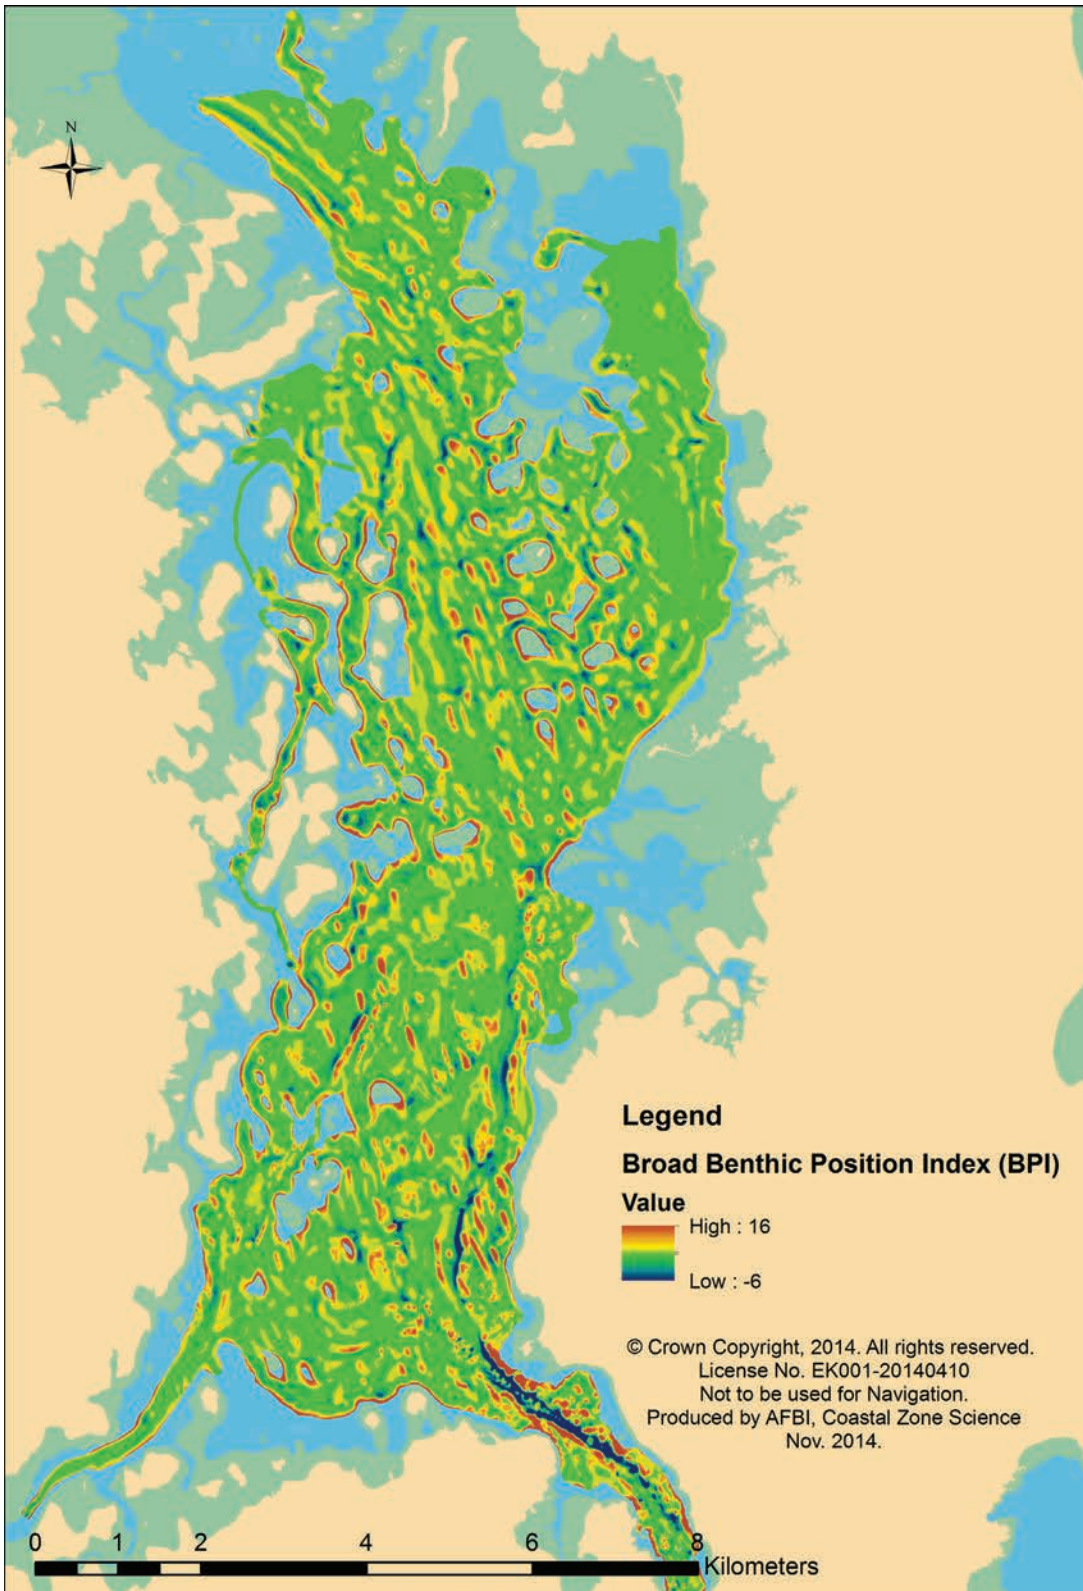 N
Legend
Broad Benthic Position Index (BPI)
Value
High : 16
Low : -6
© Crown Copyright, 2014. All rights reserved.
License No. EK001-20140410
Not to be used for Navigation.
Produced by AFBI, Coastal Zone Science
Nov. 2014.
0 1 2 4 6 8
Kilometers